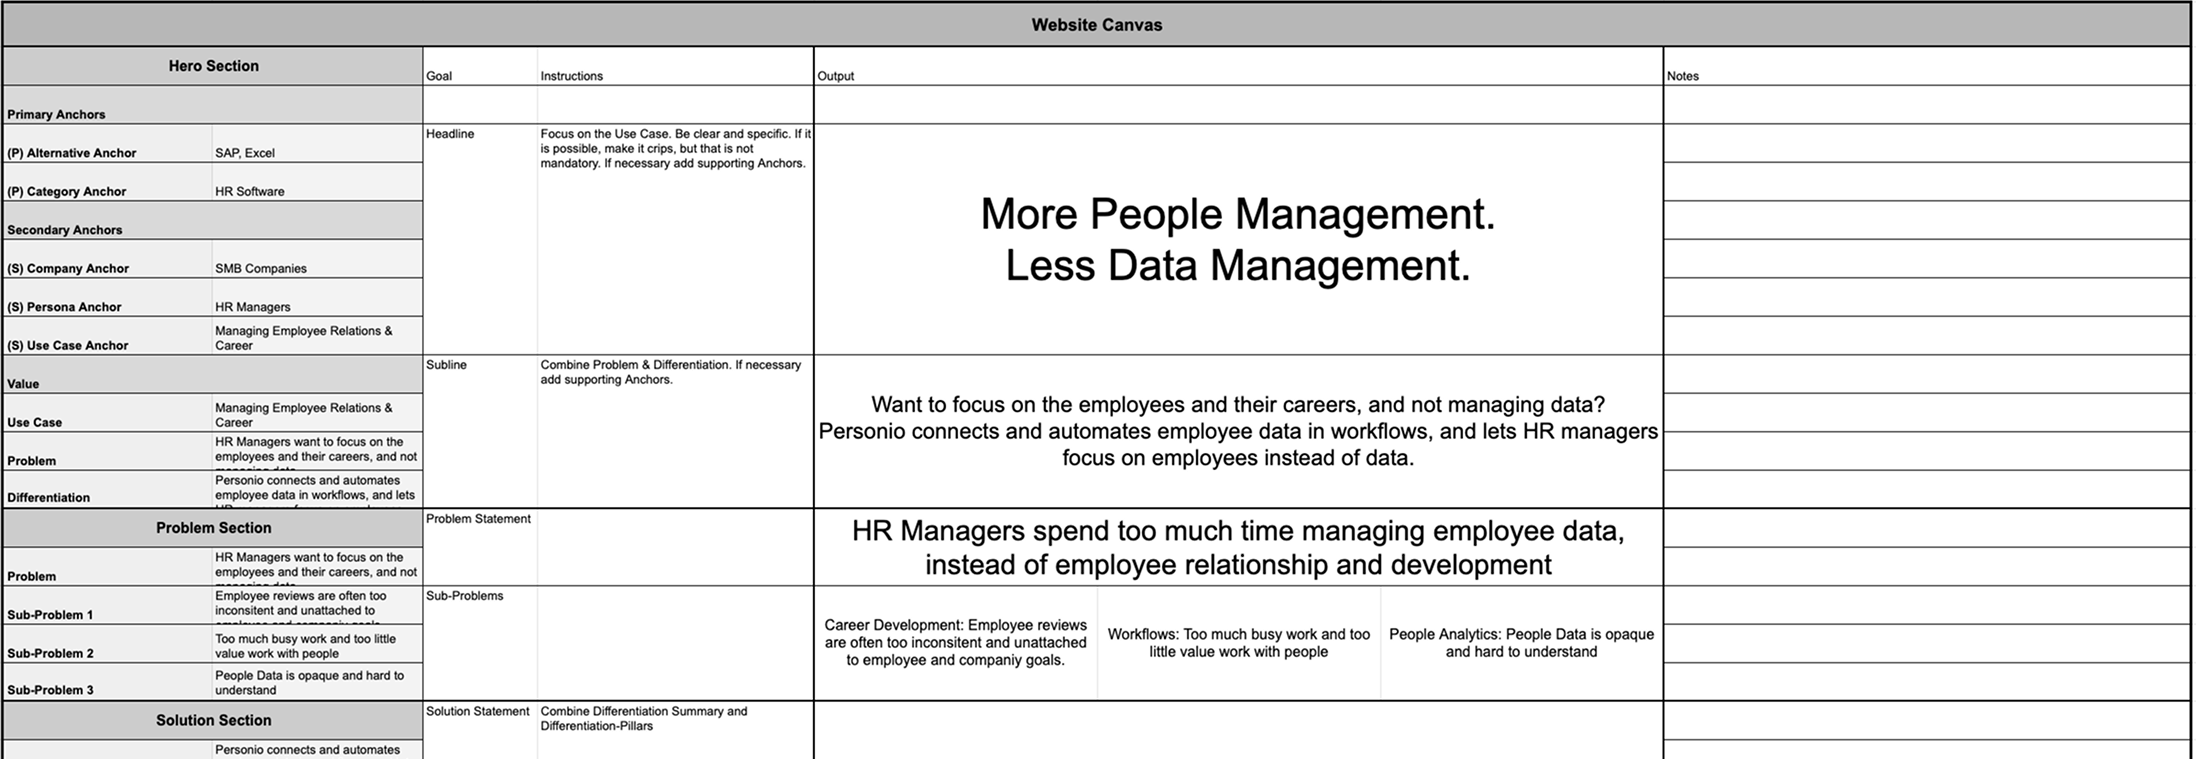 Website Canvas
Hero Section
Goal
Instructions
Output
Notes
Primary Anchors
(P) Alternative Anchor
SAP, Excel
(P) Category Anchor
HR Software
Secondary Anchors
(S) Company Anchor
SMB Companies
(S) Persona Anchor
HR Managers
(S) Use Case Anchor
Managing Employee Relations &
Career
Headline
Focus on the Use Case. Be clear and specific. If it
is possible, make it crips, but that is not
mandatory. If necessary add supporting Anchors.
More People Management.
Less Data Management.
Value
Use Case
Managing Employee Relations &
Career
Problem
HR Managers want to focus on the
employees and their careers, and not
managing data
Differentiation
Personio connects and automates
employee data in workflows, and lets
Subline
Combine Problem & Differentiation. If necessary
add supporting Anchors.
Want to focus on the employees and their careers, and not managing data?
Personio connects and automates employee data in workflows, and lets HR managers
focus on employees instead of data.
Problem Section
Problem
HR Managers want to focus on the
employees and their careers, and not
managing data
Problem Statement
HR Managers spend too much time managing employee data,
instead of employee relationship and development
Sub-Problem 1
Employee reviews are often too
inconsitent and unattached to
Sub-Problem 2
Too much busy work and too little
value work with people
Sub-Problem 3
People Data is opaque and hard to
understand
Sub-Problems
Career Development: Employee reviews
are often too inconsitent and unattached
to employee and companiy goals.
Workflows: Too much busy work and too
little value work with people
People Analytics: People Data is opaque
and hard to understand
Solution Section
Personio connects and automates
Solution Statement
Combine Differentiation Summary and
Differentiation-Pillars